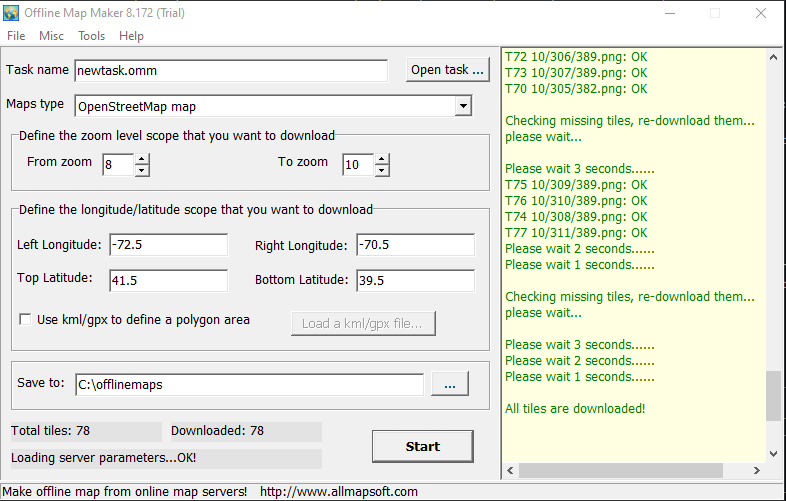 Offline Map Maker 8.172 (Trial)
File Misc Tools Help
Task name newtask.omm Open task ...
Maps type OpenStreetMap map
Define the zoom level scope that you want to download
From zoom 8 To zoom 10
Define the longitude/latitude scope that you want to download
Left Longitude: -72.5 Right Longitude: -70.5
Top Latitude: 41.5 Bottom Latitude: 39.5
Use kml/gpx to define a polygon area Load a kml/gpx file...
Save to: C:\offlinemaps ...
Total tiles: 78 Downloaded: 78
Loading server parameters...OK!
Start
T72 10/306/389.png: OK
T73 10/307/389.png: OK
T70 10/305/382.png: OK
Checking missing tiles, re-download them...
please wait...
Please wait 3 seconds......
T75 10/309/389.png: OK
T76 10/310/389.png: OK
T74 10/308/389.png: OK
T77 10/311/389.png: OK
Please wait 2 seconds......
Please wait 1 seconds......
Checking missing tiles, re-download them...
please wait...
Please wait 3 seconds......
Please wait 2 seconds......
Please wait 1 seconds......
All tiles are downloaded!
Make offline map from online map servers! http://www.allmapsoft.com